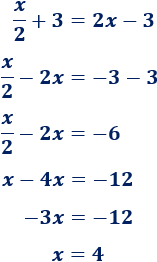 x/2 + 3 = 2x − 3
x/2 − 2x = −3 − 3
x/2 − 2x = −6
x − 4x = −12
−3x = −12
x = 4